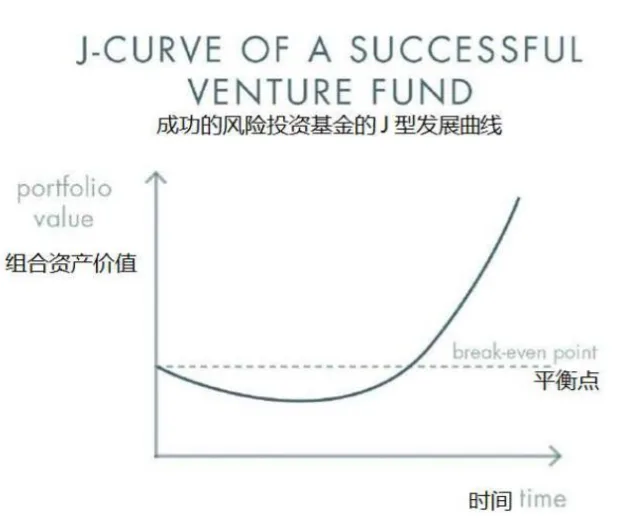 J-CURVE OF A SUCCESSFUL
VENTURE FUND
成功的风险投资基金的J型发展曲线
portfolio
value
组合资产价值
break-even point
平衡点
时间 time